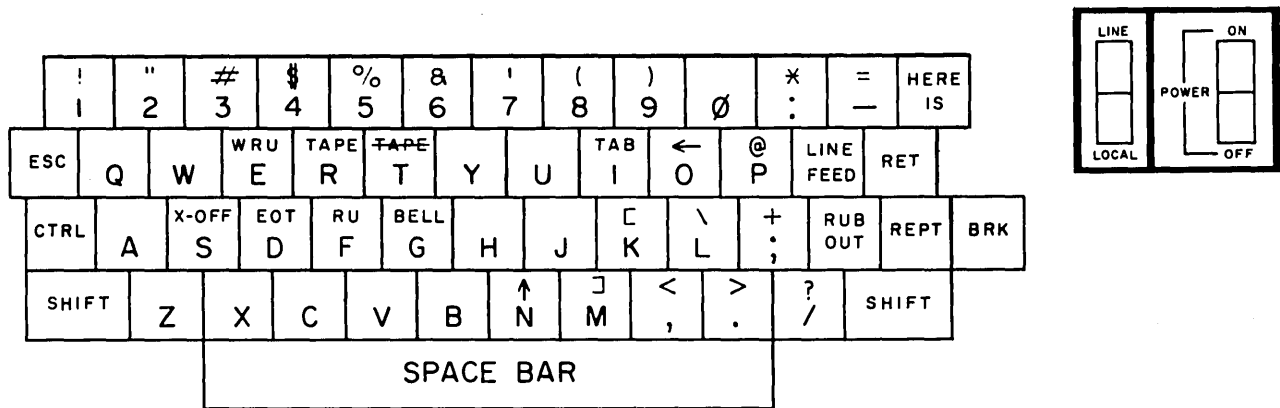 LINE ON
! " # $ % & ' ( ) * = HERE
1 2 3 4 5 6 7 8 9 Ø : — IS
POWER
LOCAL OFF
ESC WRU TAPE TAPE TAB ← @ LINE RET
Q W E R T Y U I O P FEED
CTRL X-OFF EOT RU BELL [ \ + RUB REPT BRK
A S D F G H J K L ; OUT
SHIFT ↑ ] < > ? SHIFT
Z X C V B N M , . /
SPACE BAR